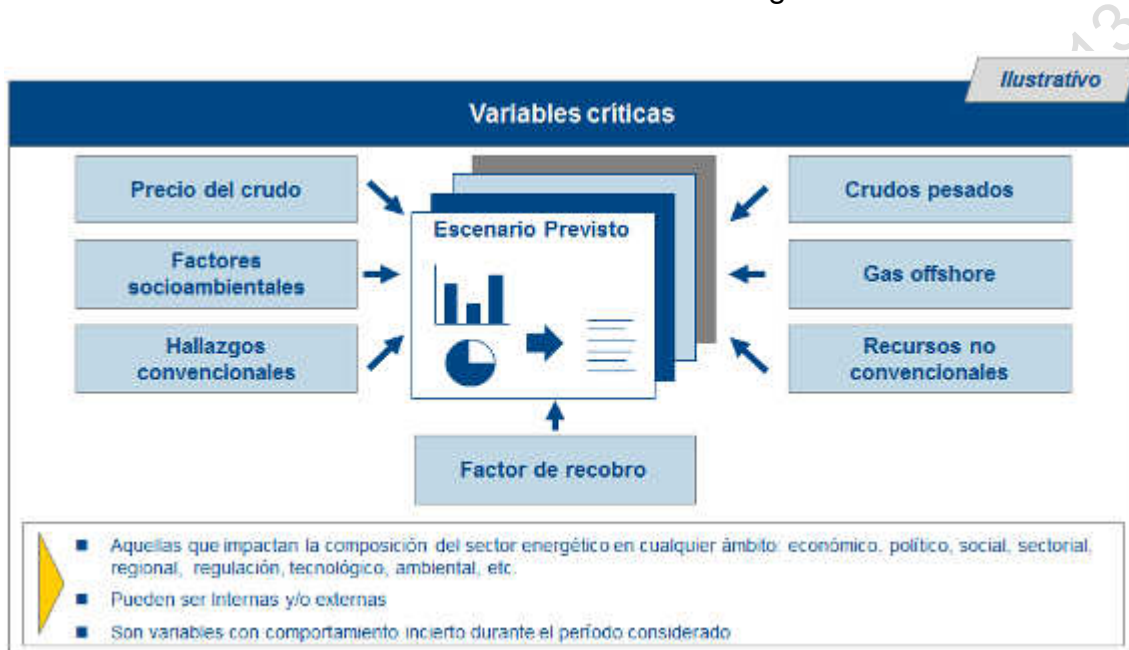 Ilustrativo
Variables críticas
Precio del crudo
Factores
socioambientales
Hallazgos
convencionales
Escenario Previsto
Crudos pesados
Gas offshore
Recursos no
convencionales
Factor de recobro
Aquellas que impactan la composición del sector energético en cualquier ámbito: económico, político, social, sectorial,
regional, regulación, tecnológico, ambiental, etc.
Pueden ser Internas y/o externas
Son variables con comportamiento incierto durante el período considerado